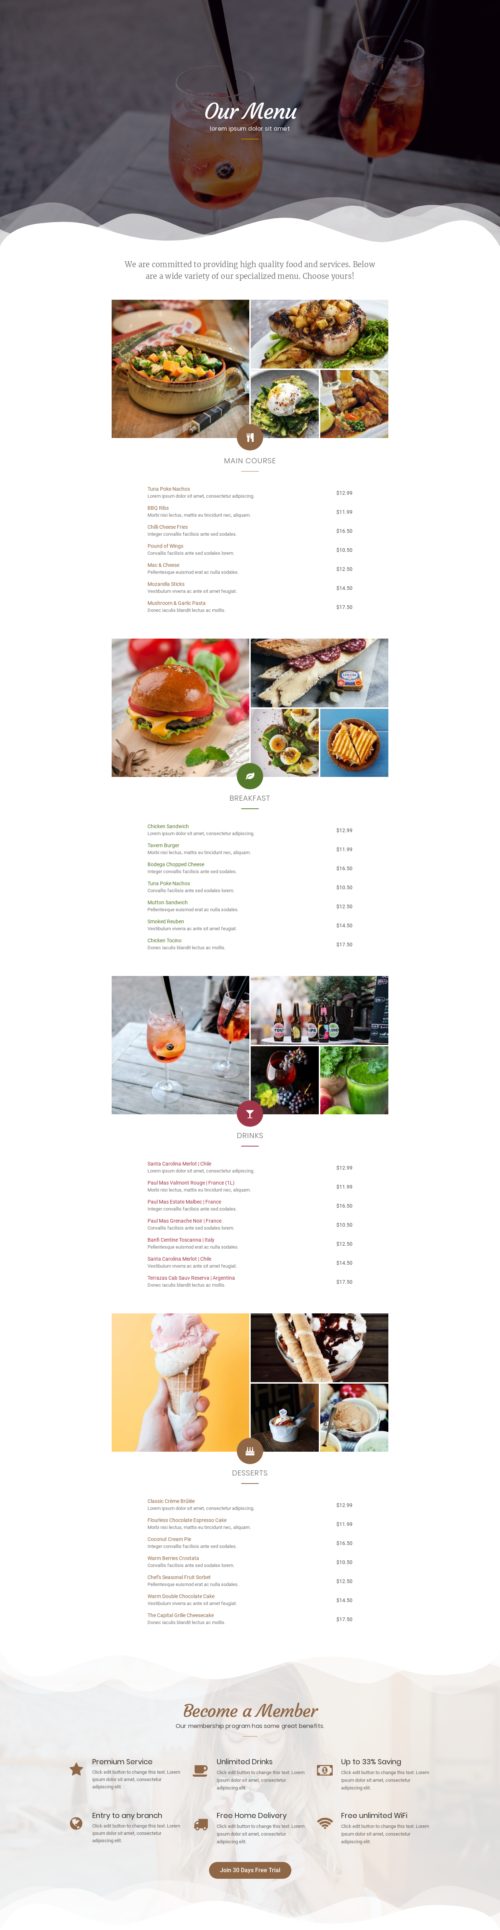 Our Menu
lorem ipsum dolor sit amet
We are committed to providing high quality food and services. Below
are a wide variety of our specialized menu. Choose yours!
MAIN COURSE
Tuna Poke Nachos
Lorem ipsum dolor sit amet, consectetur adipiscing.
$12.99
BBQ Ribs
Morbi nisi lectus, mattis eu tincidunt nec, aliquam.
$11.99
Chilli Cheese Fries
Integer convallis facilisis ante sed sodales.
$16.50
Pound of Wings
Convallis facilisis ante sed sodales lorem.
$10.50
Mac & Cheese
Pellentesque euismod erat ac nulla sodales.
$12.50
Mozarella Sticks
Vestibulum viverra ac ante sit amet feugiat.
$14.50
Mushroom & Garlic Pasta
Donec iaculis blandit lectus ac mollis.
$17.50
BREAKFAST
Chicken Sandwich
Lorem ipsum dolor sit amet, consectetur adipiscing.
$12.99
Tavern Burger
Morbi nisi lectus, mattis eu tincidunt nec, aliquam.
$11.99
Bodega Chopped Cheese
Integer convallis facilisis ante sed sodales.
$16.50
Tuna Poke Nachos
Convallis facilisis ante sed sodales lorem.
$10.50
Mutton Sandwich
Pellentesque euismod erat ac nulla sodales.
$12.50
Smoked Reuben
Vestibulum viverra ac ante sit amet feugiat.
$14.50
Chicken Tocino
Donec iaculis blandit lectus ac mollis.
$17.50
DRINKS
Santa Carolina Merlot | Chile
Lorem ipsum dolor sit amet, consectetur adipiscing.
$12.99
Paul Mas Valmont Rouge | France (1L)
Morbi nisi lectus, mattis eu tincidunt nec, aliquam.
$11.99
Paul Mas Estate Malbec | France
Integer convallis facilisis ante sed sodales.
$16.50
Paul Mas Grenache Noir | France
Convallis facilisis ante sed sodales lorem.
$10.50
Banfi Centine Toscanna | Italy
Pellentesque euismod erat ac nulla sodales.
$12.50
Santa Carolina Merlot | Chile
Vestibulum viverra ac ante sit amet feugiat.
$14.50
Terrazas Cab Sauv Reserva | Argentina
Donec iaculis blandit lectus ac mollis.
$17.50
DESSERTS
Classic Crème Brûlée
Lorem ipsum dolor sit amet, consectetur adipiscing.
$12.99
Flourless Chocolate Espresso Cake
Morbi nisi lectus, mattis eu tincidunt nec, aliquam.
$11.99
Coconut Cream Pie
Integer convallis facilisis ante sed sodales.
$16.50
Warm Berries Crostata
Convallis facilisis ante sed sodales lorem.
$10.50
Chef's Seasonal Fruit Sorbet
Pellentesque euismod erat ac nulla sodales.
$12.50
Warm Double Chocolate Cake
Vestibulum viverra ac ante sit amet feugiat.
$14.50
The Capital Grille Cheesecake
Donec iaculis blandit lectus ac mollis.
$17.50
Become a Member
Our membership program has some great benefits.
Premium Service
Click edit button to change this text. Lorem
ipsum dolor sit amet, consectetur
adipiscing elit.
Unlimited Drinks
Click edit button to change this text. Lorem
ipsum dolor sit amet, consectetur
adipiscing elit.
Up to 33% Saving
Click edit button to change this text. Lorem
ipsum dolor sit amet, consectetur
adipiscing elit.
Entry to any branch
Click edit button to change this text. Lorem
ipsum dolor sit amet, consectetur
adipiscing elit.
Free Home Delivery
Click edit button to change this text. Lorem
ipsum dolor sit amet, consectetur
adipiscing elit.
Free unlimited WiFi
Click edit button to change this text. Lorem
ipsum dolor sit amet, consectetur
adipiscing elit.
Join 30 Days Free Trial